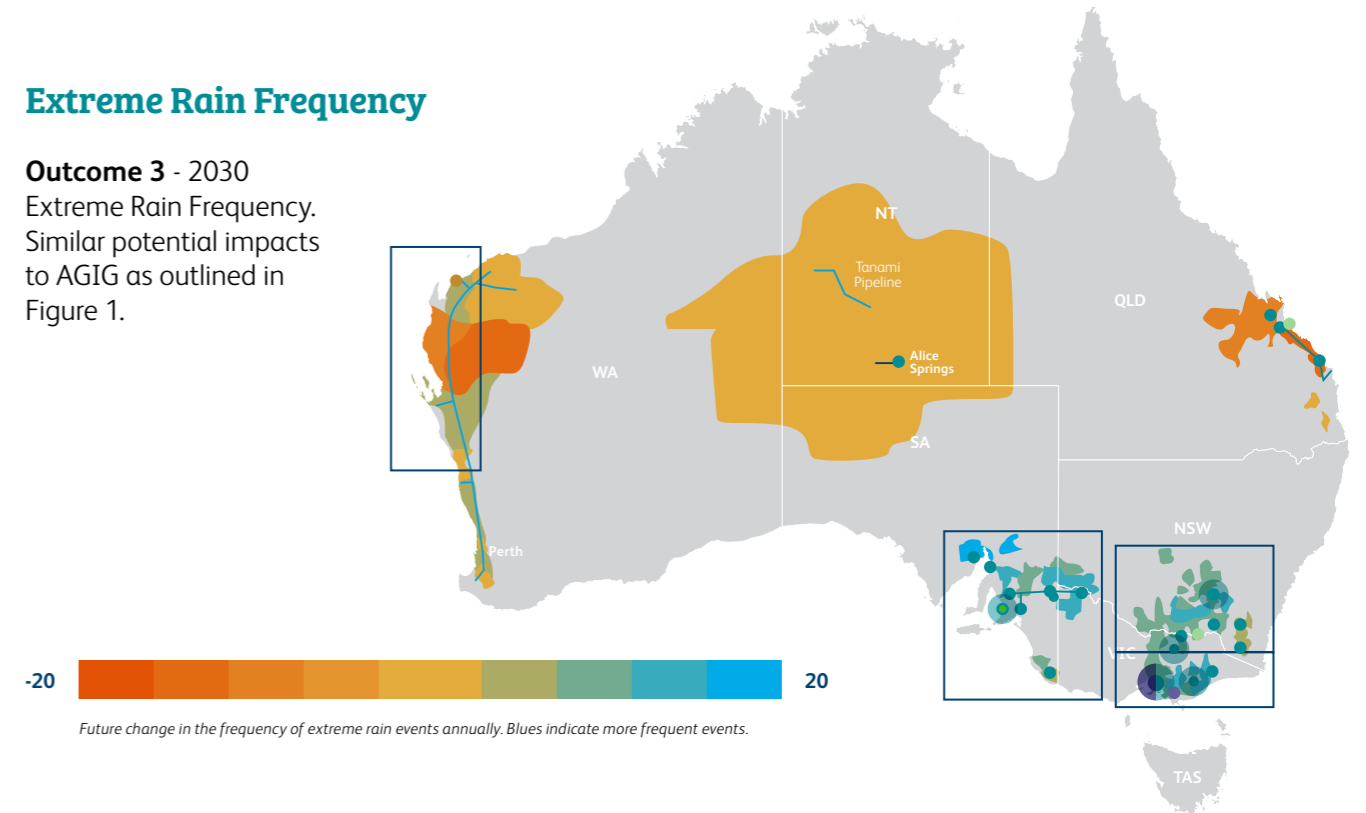 Extreme Rain Frequency
Outcome 3 - 2030
Extreme Rain Frequency.
Similar potential impacts
to AGIG as outlined in
Figure 1.
NT
Tanami
Pipeline
QLD
Alice
Springs
WA
SA
NSW
Perth
VIC
TAS
-20
20
Future change in the frequency of extreme rain events annually. Blues indicate more frequent events.